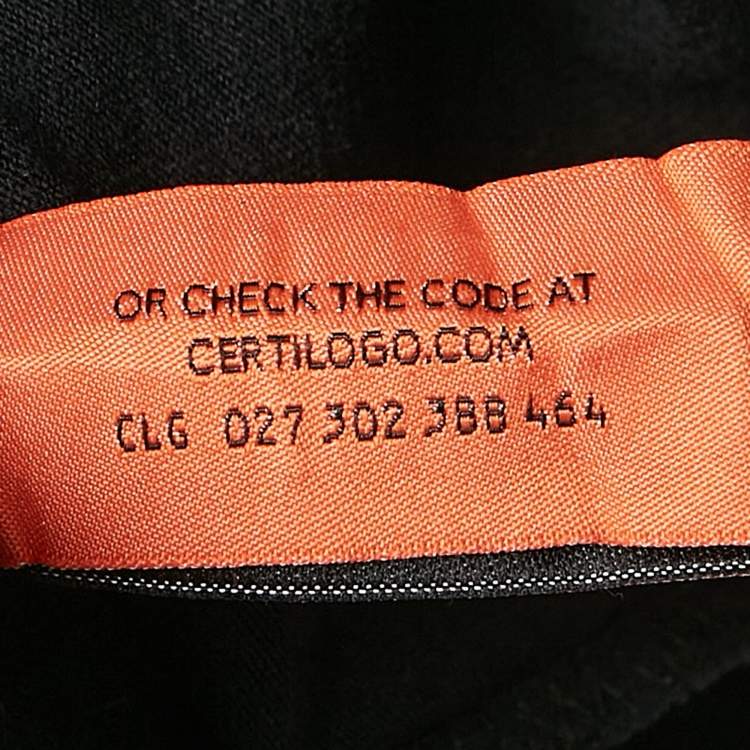 OR CHECK THE CODE AT
CERTILOGO.COM
CLG 027 302 388 464